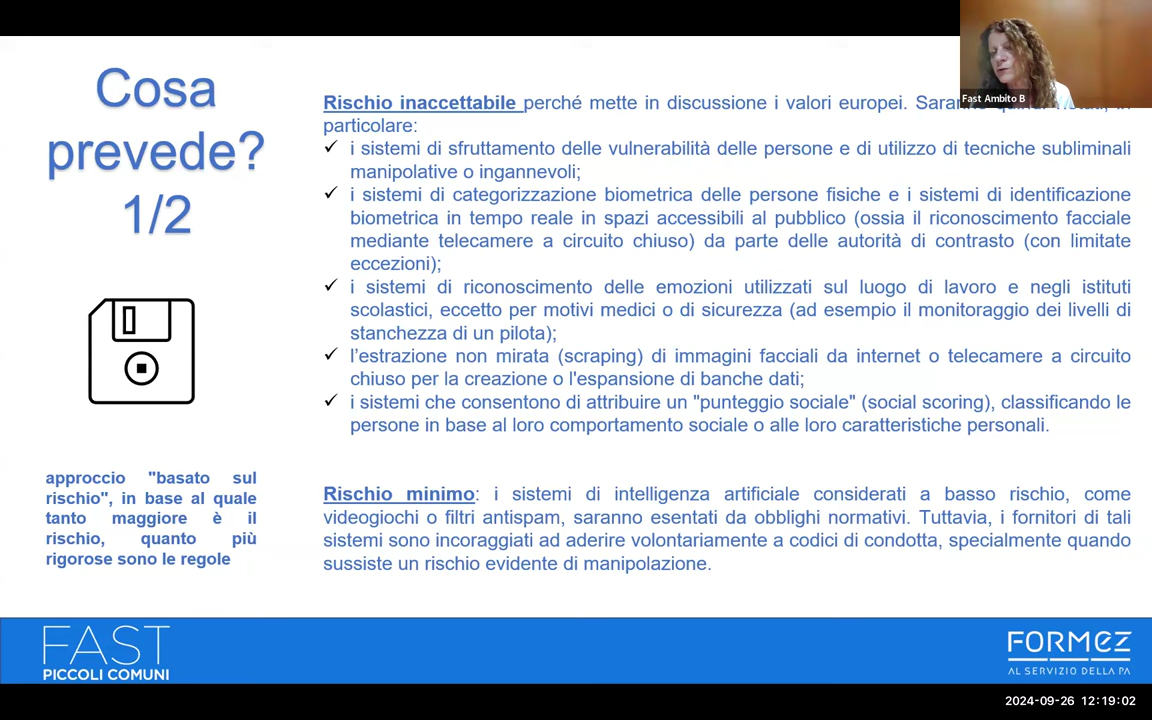 Cosa
prevede?
1/2
approccio "basato sul
rischio", in base al quale
tanto maggiore è il
rischio, quanto più
rigorose sono le regole
Fast Ambito B
Rischio inaccettabile perché mette in discussione i valori europei.
particolare:
✓ i sistemi di sfruttamento delle vulnerabilità delle persone e di utilizzo di tecniche subliminali
manipolative o ingannevoli;
✓ i sistemi di categorizzazione biometrica delle persone fisiche e i sistemi di identificazione
biometrica in tempo reale in spazi accessibili al pubblico (ossia il riconoscimento facciale
mediante telecamere a circuito chiuso) da parte delle autorità di contrasto (con limitate
eccezioni);
✓ i sistemi di riconoscimento delle emozioni utilizzati sul luogo di lavoro e negli istituti
scolastici, eccetto per motivi medici o di sicurezza (ad esempio il monitoraggio dei livelli di
stanchezza di un pilota);
✓ l’estrazione non mirata (scraping) di immagini facciali da internet o telecamere a circuito
chiuso per la creazione o l'espansione di banche dati;
✓ i sistemi che consentono di attribuire un "punteggio sociale" (social scoring), classificando le
persone in base al loro comportamento sociale o alle loro caratteristiche personali.
Rischio minimo: i sistemi di intelligenza artificiale considerati a basso rischio, come
videogiochi o filtri antispam, saranno esentati da obblighi normativi. Tuttavia, i fornitori di tali
sistemi sono incoraggiati ad aderire volontariamente a codici di condotta, specialmente quando
sussiste un rischio evidente di manipolazione.
FAST
PICCOLI COMUNI
FORMEZ
AL SERVIZIO DELLA PA
2024-09-26 12:19:02